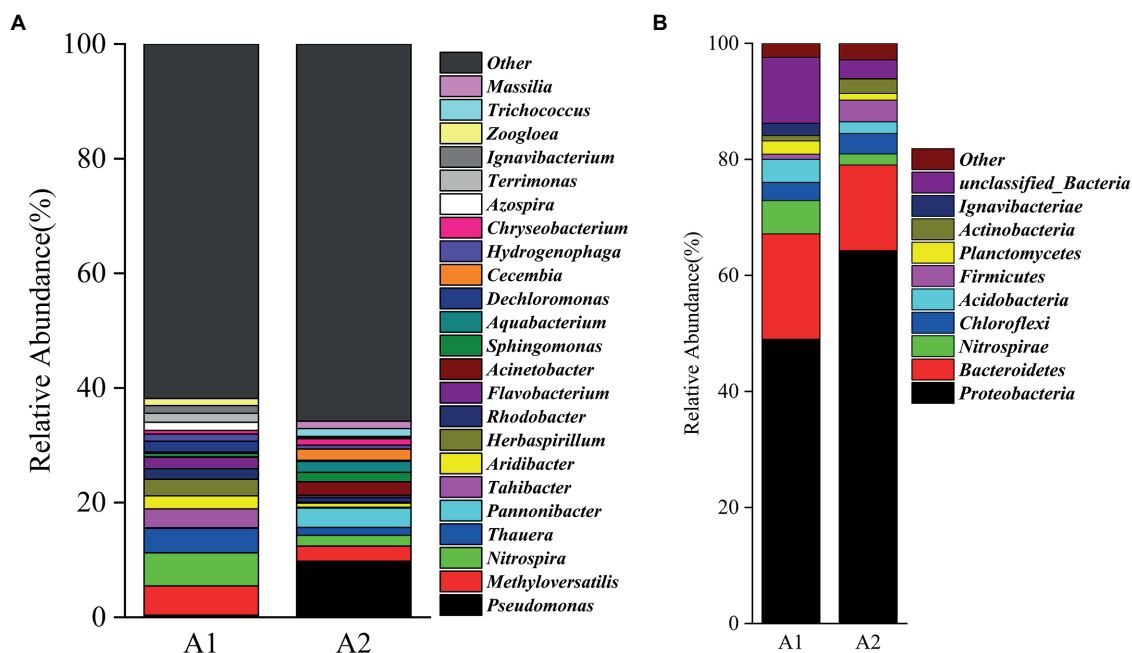 A
Relative Abundance(%)
100
80
60
40
20
0
A1
A2
Other
Massilia
Trichococcus
Zoogloea
Ignavibacterium
Terrimonas
Azospira
Chryseobacterium
Hydrogenophaga
Cecembia
Dechloromonas
Aquabacterium
Sphingomonas
Acinetobacter
Flavobacterium
Rhodobacter
Herbaspirillum
Aridibacter
Tahibacter
Pannonibacter
Thauera
Nitrospira
Methyloversatilis
Pseudomonas
B
Relative Abundance(%)
100
80
60
40
20
0
A1
A2
Other
unclassified_Bacteria
Ignavibacteriae
Actinobacteria
Planctomycetes
Firmicutes
Acidobacteria
Chloroflexi
Nitrospirae
Bacteroidetes
Proteobacteria